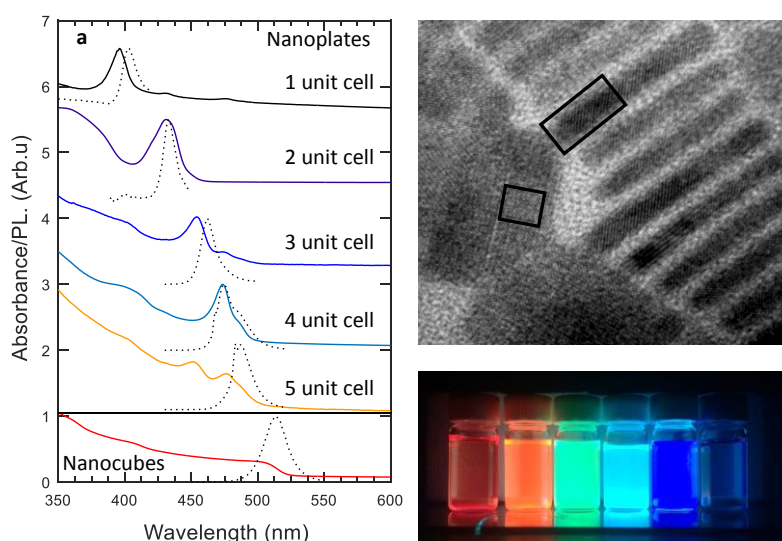 a
Nanoplates
1 unit cell
2 unit cell
3 unit cell
4 unit cell
5 unit cell
Nanocubes
7
6
5
4
3
2
1
0
350 400 450 500 550 600
Wavelength (nm)
Absorbance/PL. (Arb.u)